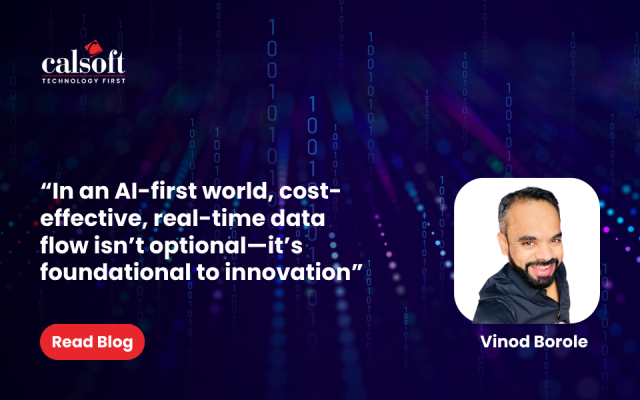 calsoft
TECHNOLOGY FIRST
“In an AI-first world, cost-
effective, real-time data
flow isn’t optional—it’s
foundational to innovation”
Read Blog
Vinod Borole